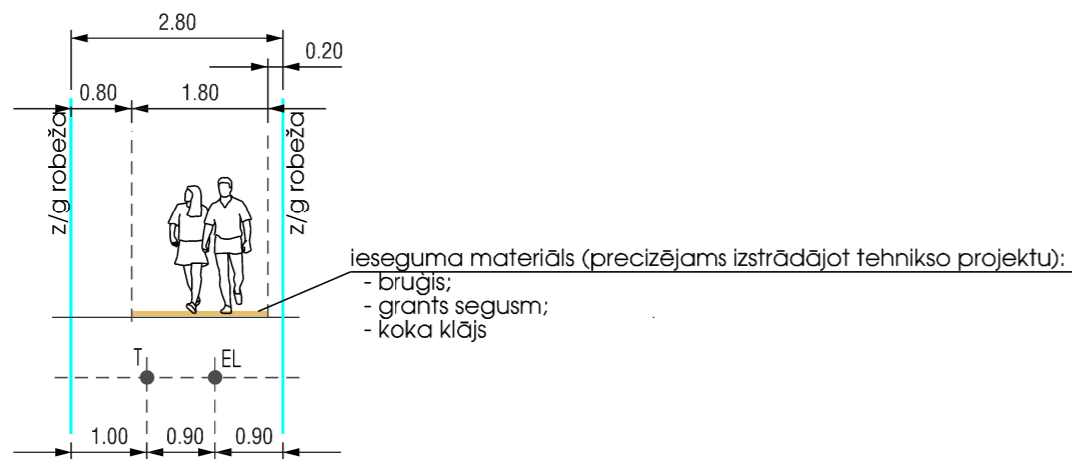 2.80
0.20
0.80
1.80
z/g robeža
z/g robeža
ieseguma materiāls (precizējams izstrādājot tehnikso projektu):
- bruģis;
- grants segusm;
- koka klājs
T
EL
1.00
0.90
0.90